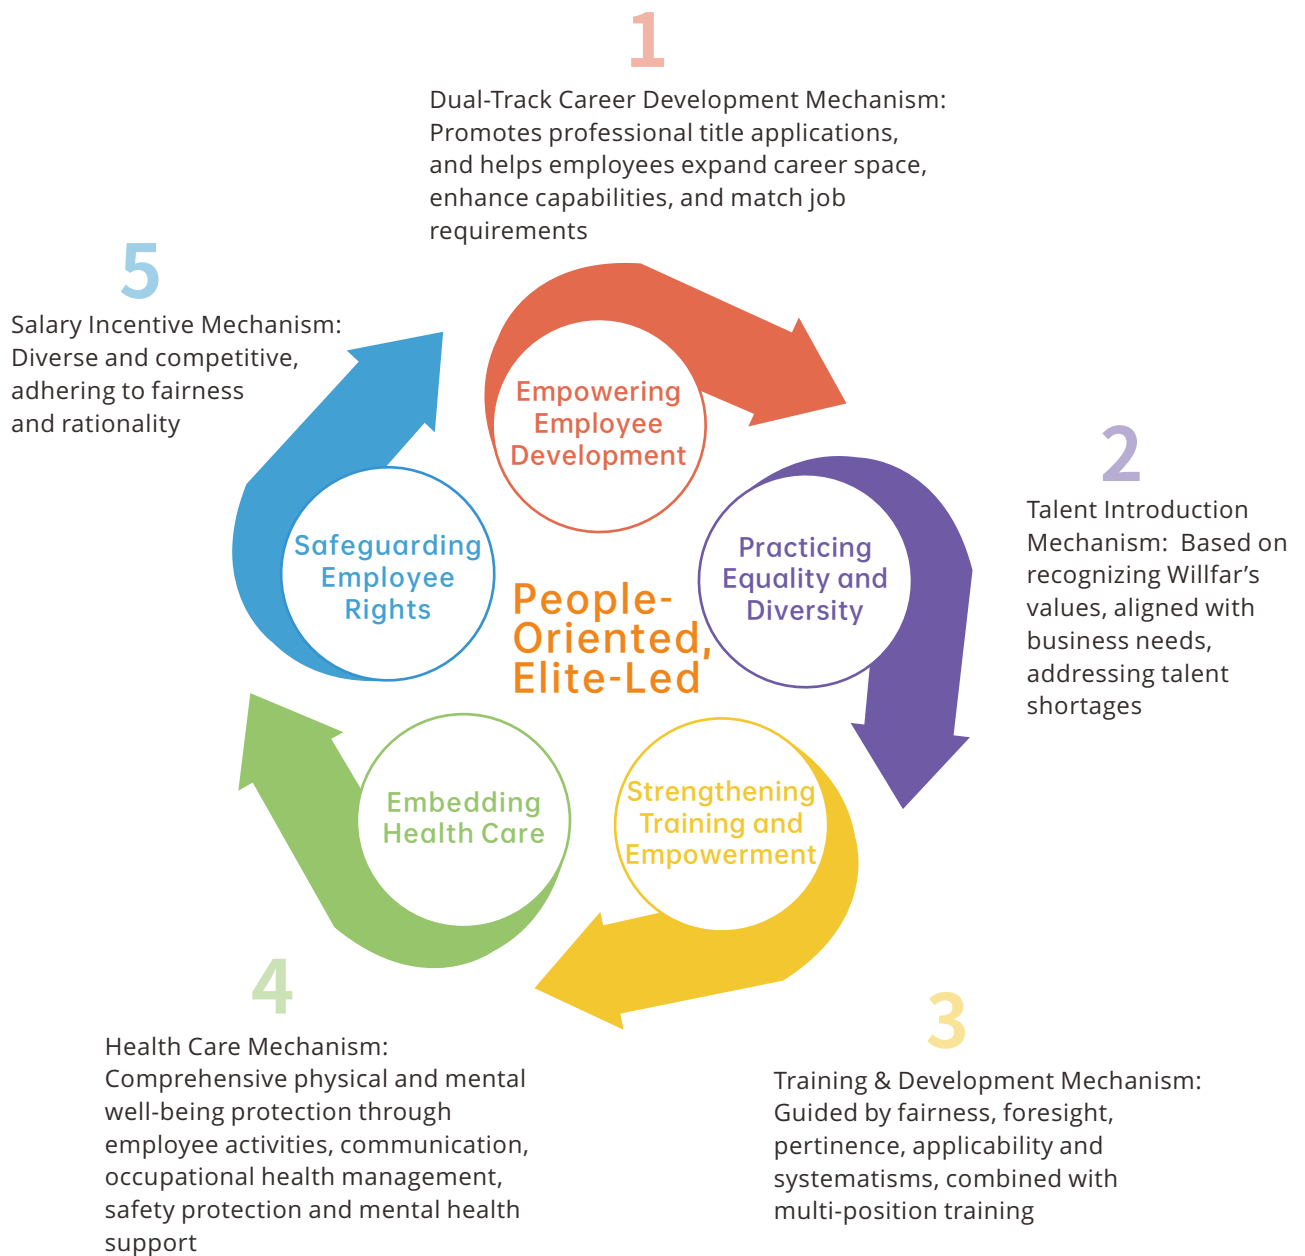 1
Dual-Track Career Development Mechanism:
Promotes professional title applications,
and helps employees expand career space,
enhance capabilities, and match job
requirements
5
Salary Incentive Mechanism:
Diverse and competitive,
adhering to fairness
and rationality
Empowering
Employee
Development
2
Talent Introduction
Mechanism:  Based on
recognizing Willfar’s
values, aligned with
business needs,
addressing talent
shortages
Safeguarding
Employee
Rights
Practicing
Equality and
Diversity
People-
Oriented,
Elite-Led
Embedding
Health Care
Strengthening
Training and
Empowerment
4
Health Care Mechanism:
Comprehensive physical and mental
well-being protection through
employee activities, communication,
occupational health management,
safety protection and mental health
support
3
Training & Development Mechanism:
Guided by fairness, foresight,
pertinence, applicability and
systematisms, combined with
multi-position training